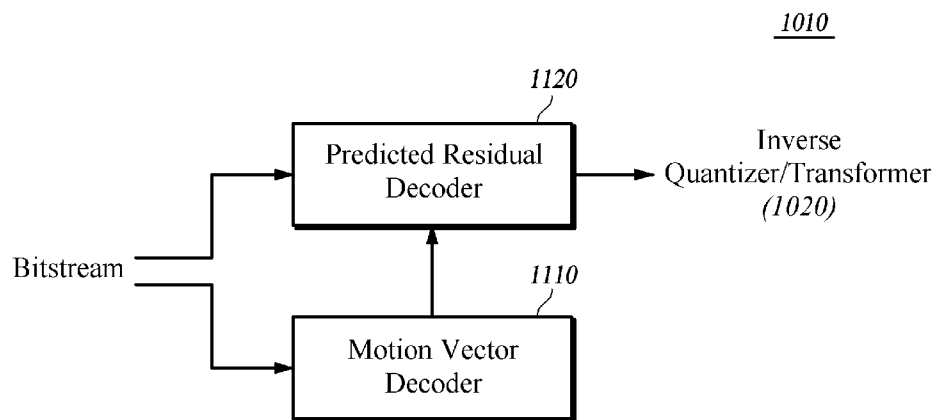 1010
1120
Predicted Residual
Decoder
Inverse
Quantizer/Transformer
(1020)
Bitstream
1110
Motion Vector
Decoder